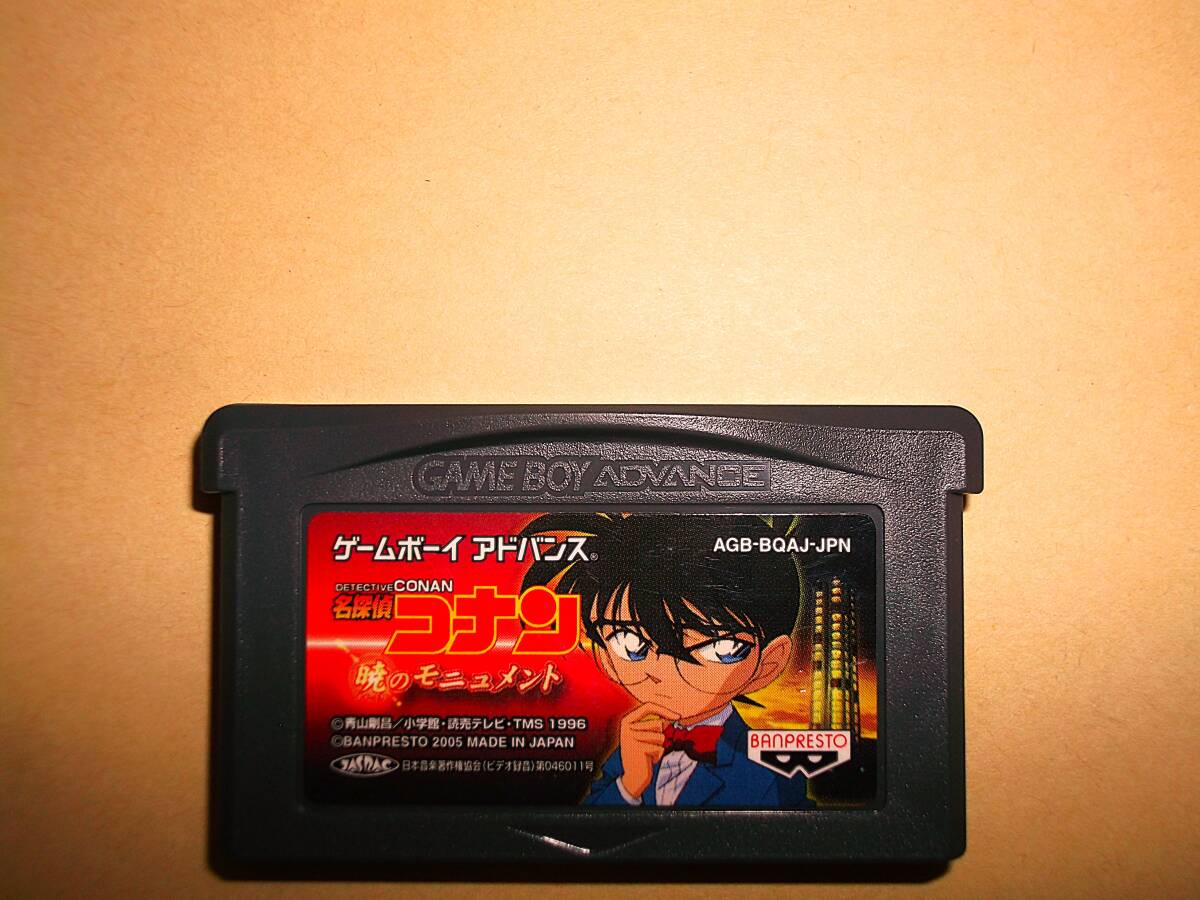 GAME BOY ADVANCE
ゲームボーイ アドバンス®
AGB-BQAJ-JPN
DETECTIVE CONAN
名探偵
コナン
暁のモニュメント
©青山剛昌／小学館・読売テレビ・TMS 1996
©BANPRESTO 2005 MADE IN JAPAN
BANPRESTO
JASRAC 日本音楽著作権協会(ビデオ録音)第046011号